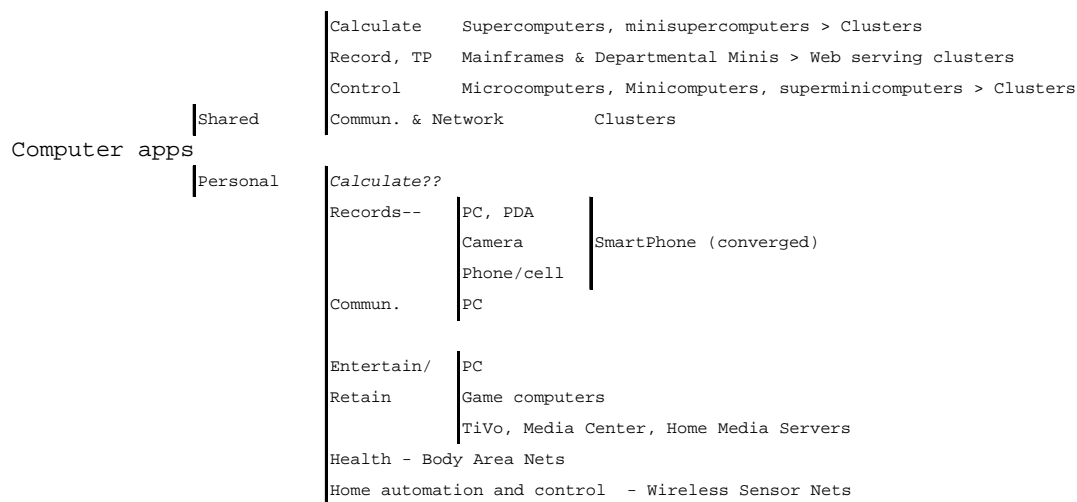 Calculate Supercomputers, minisupercomputers > Clusters
Record, TP Mainframes & Departmental Minis > Web serving clusters
Control Microcomputers, Minicomputers, superminicomputers > Clusters
Shared Commun. & Network Clusters
Computer apps
Personal Calculate??
Records-- PC, PDA
Camera SmartPhone (converged)
Phone/cell
Commun. PC
Entertain/ PC
Retain Game computers
TiVo, Media Center, Home Media Servers
Health - Body Area Nets
Home automation and control - Wireless Sensor Nets